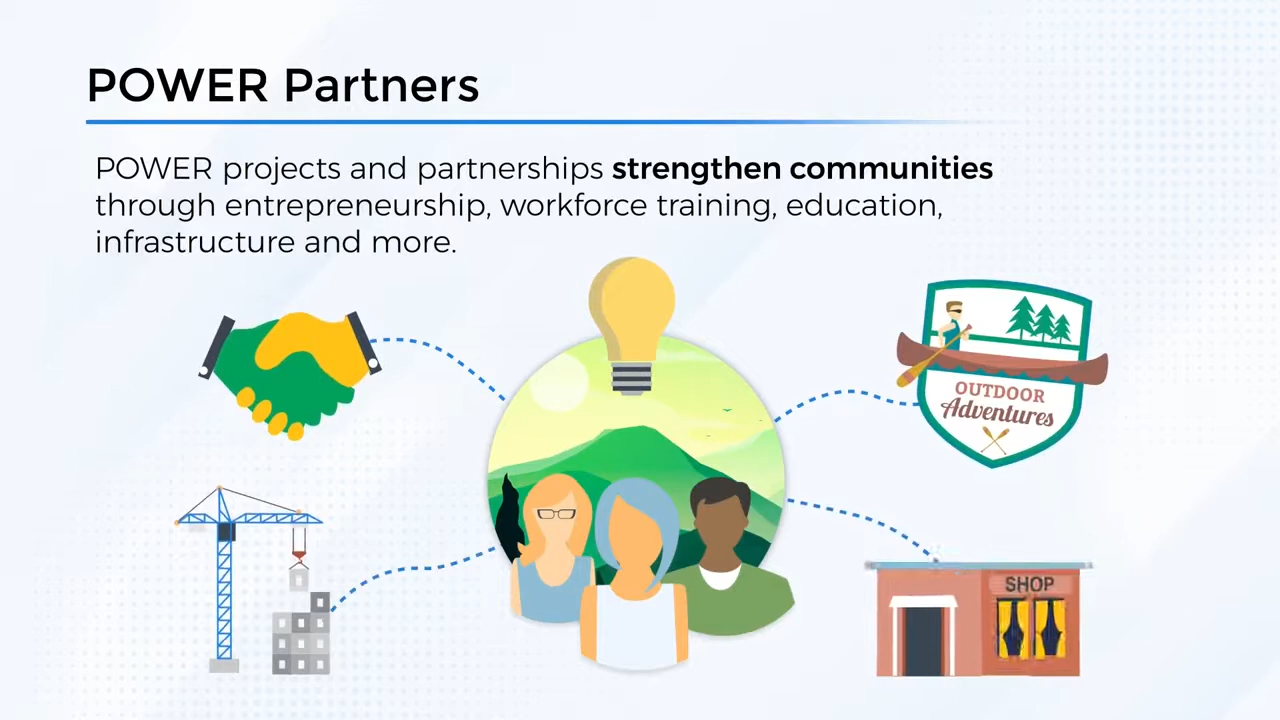 POWER Partners
POWER projects and partnerships strengthen communities
through entrepreneurship, workforce training, education,
infrastructure and more.
OUTDOOR
Adventures
SHOP